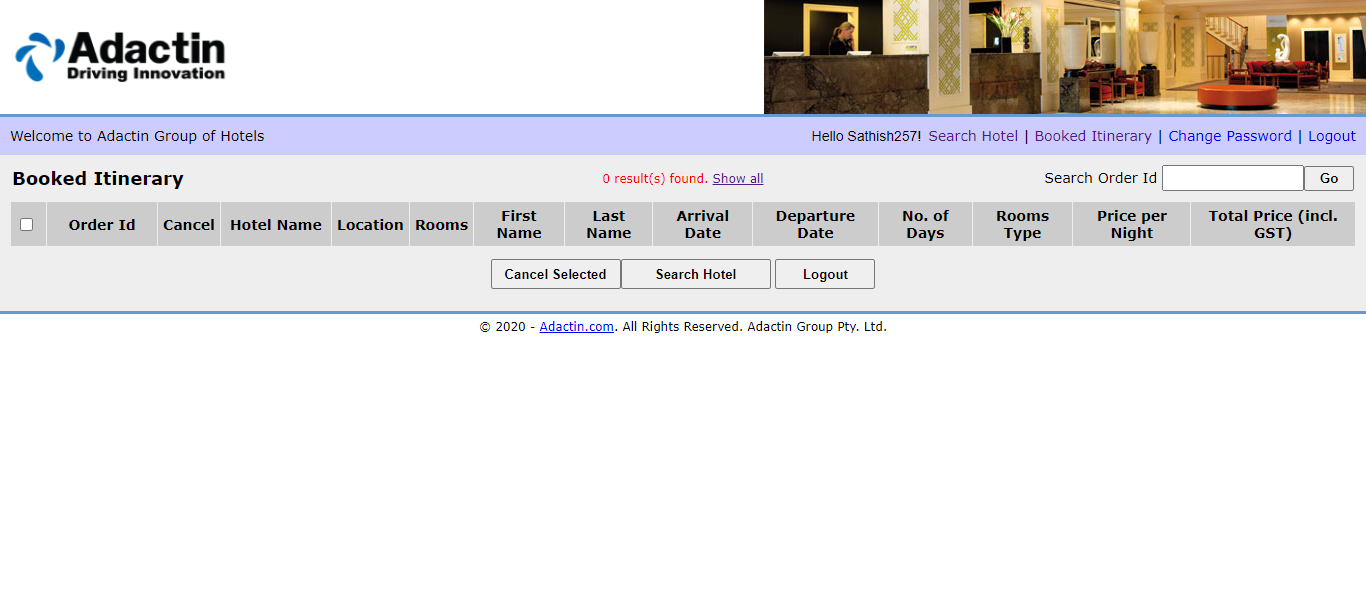 Adactin
Driving Innovation
Welcome to Adactin Group of Hotels
Hello Sathish257! Search Hotel | Booked Itinerary | Change Password | Logout
Booked Itinerary
0 result(s) found. Show all
Search Order Id Go
Order Id Cancel Hotel Name Location Rooms First Name Last Name Arrival Date Departure Date No. of Days Rooms Type Price per Night Total Price (incl. GST)
Cancel Selected Search Hotel Logout
© 2020 - Adactin.com. All Rights Reserved. Adactin Group Pty. Ltd.